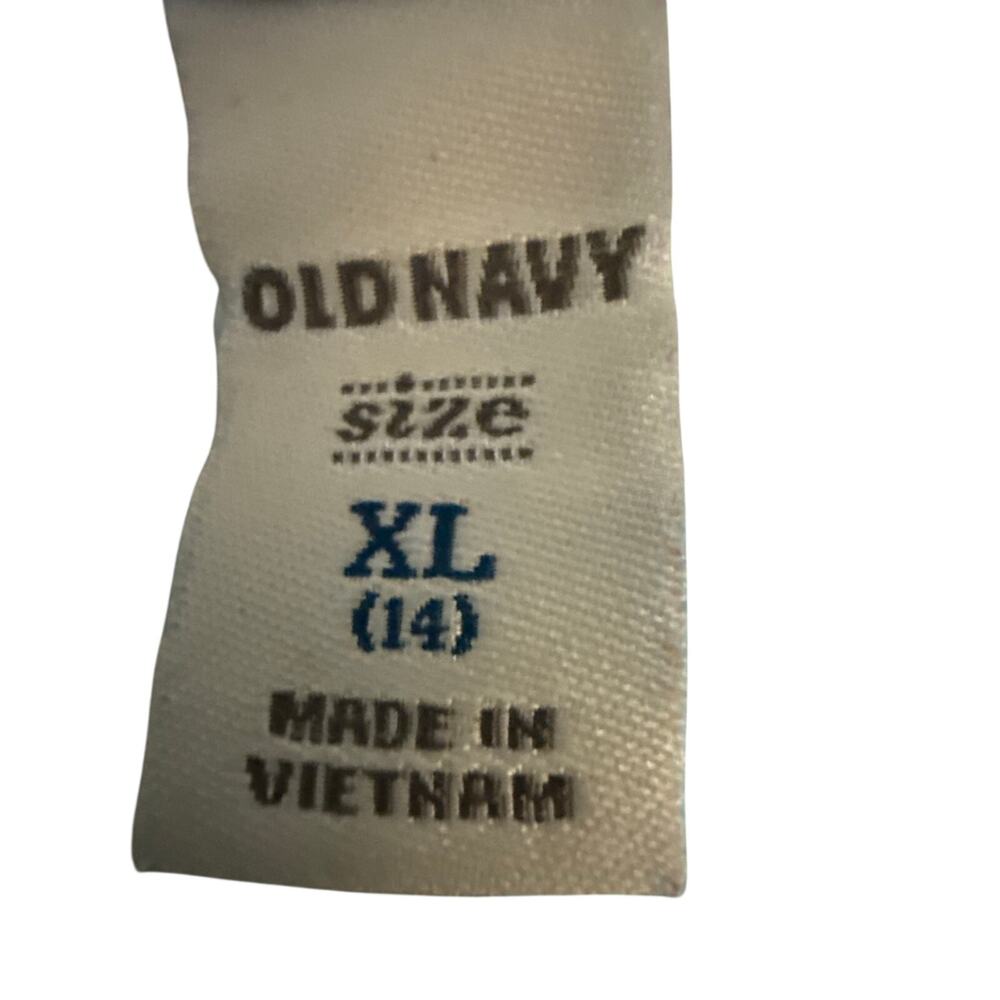 OLD NAVY
size
XL
(14)
MADE IN
VIETNAM